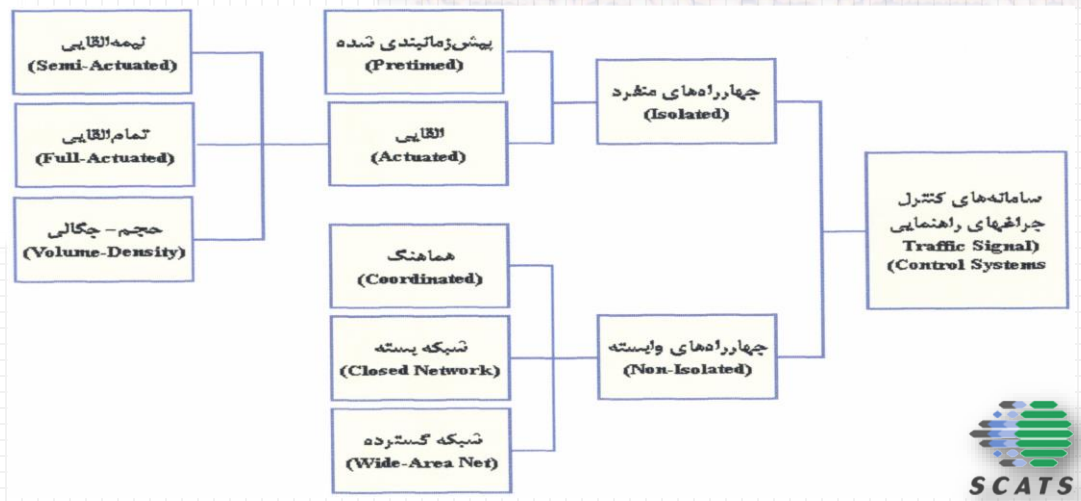 سامانه‌های کنترل
چراغهای راهنمایی
Traffic Signal)
(Control Systems
چهارراه‌های منفرد
(Isolated)
پیش‌زمانبندی شده
(Pretimed)
القایی
(Actuated)
نیمه‌القایی
(Semi-Actuated)
تمام‌القایی
(Full-Actuated)
حجم - چگالی
(Volume-Density)
چهارراه‌های وابسته
(Non-Isolated)
هماهنگ
(Coordinated)
شبکه بسته
(Closed Network)
شبکه گسترده
(Wide-Area Net)
SCATS